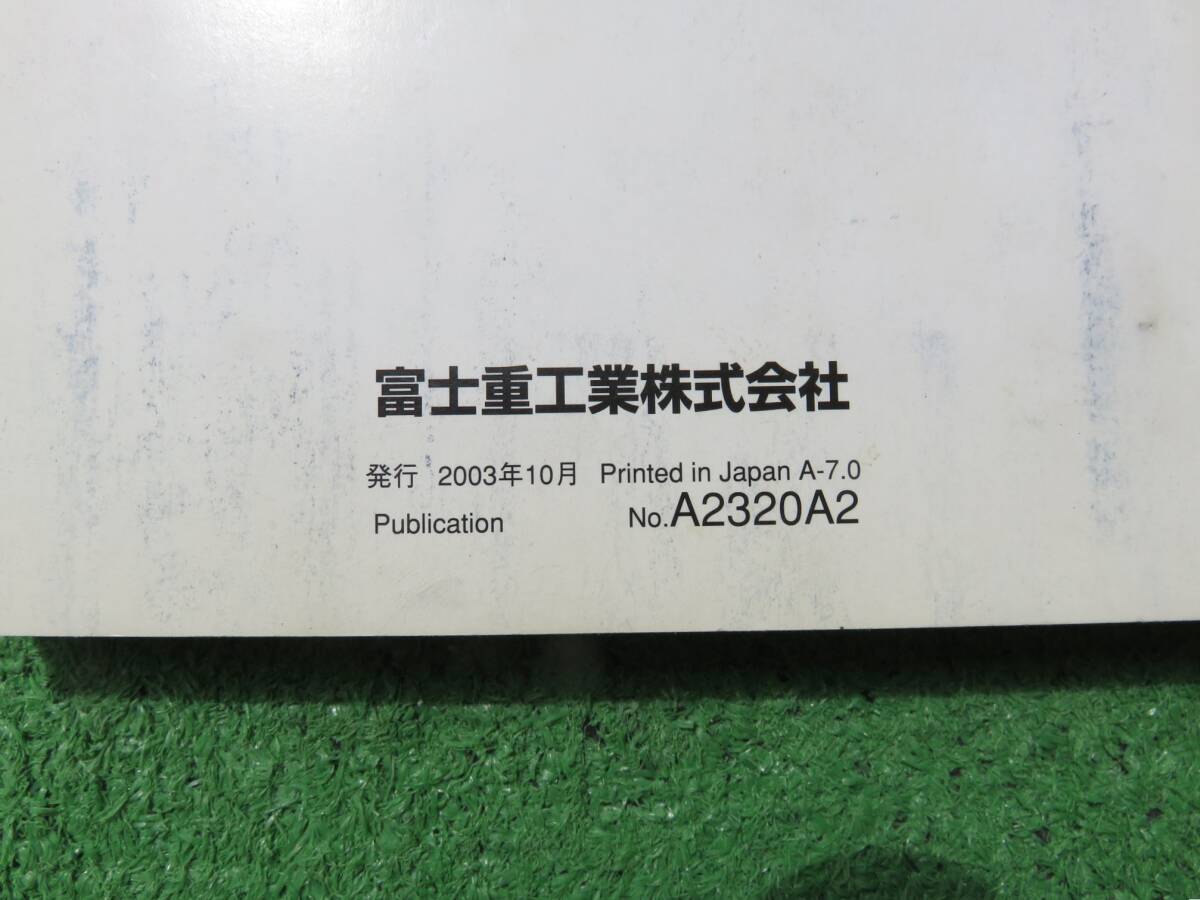 富士重工業株式会社
発行 2003年10月 Printed in Japan A-7.0
Publication No.A2320A2